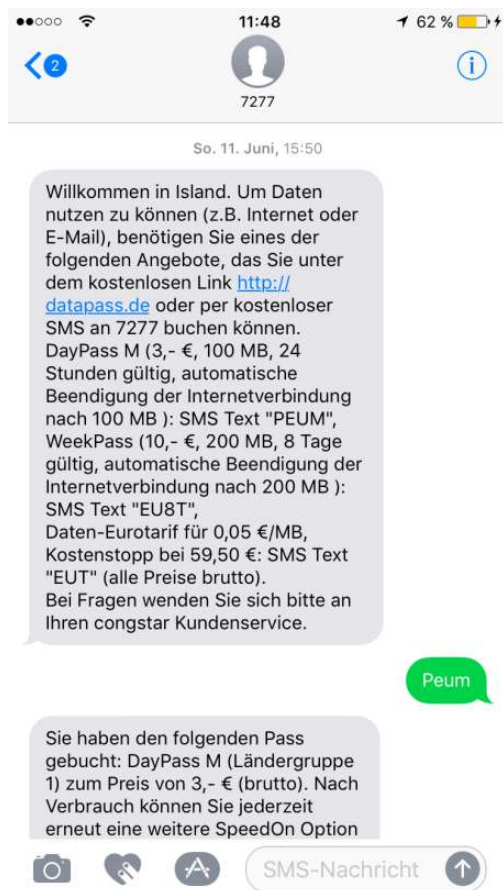 11:48
62 %
2
7277
So. 11. Juni, 15:50
Willkommen in Island. Um Daten
nutzen zu können (z.B. Internet oder
E-Mail), benötigen Sie eines der
folgenden Angebote, das Sie unter
dem kostenlosen Link http://
datapass.de oder per kostenloser
SMS an 7277 buchen können.
DayPass M (3,- €, 100 MB, 24
Stunden gültig, automatische
Beendigung der Internetverbindung
nach 100 MB ): SMS Text "PEUM",
WeekPass (10,- €, 200 MB, 8 Tage
gültig, automatische Beendigung der
Internetverbindung nach 200 MB ):
SMS Text "EU8T",
Daten-Eurotarif für 0,05 €/MB,
Kostenstopp bei 59,50 €: SMS Text
"EUT" (alle Preise brutto).
Bei Fragen wenden Sie sich bitte an
Ihren congstar Kundenservice.
Peum
Sie haben den folgenden Pass
gebucht: DayPass M (Ländergruppe
1) zum Preis von 3,- € (brutto). Nach
Verbrauch können Sie jederzeit
erneut eine weitere SpeedOn Option
SMS-Nachricht